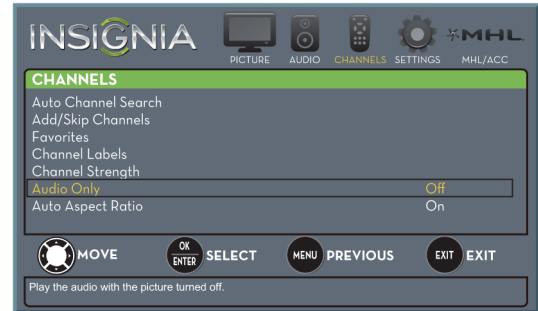 INSIGNIA
PICTURE AUDIO CHANNELS SETTINGS MHL MHL/ACC
CHANNELS
Auto Channel Search
Add/Skip Channels
Favorites
Channel Labels
Channel Strength
Audio Only Off
Auto Aspect Ratio On
MOVE OK ENTER SELECT MENU PREVIOUS EXIT EXIT
Play the audio with the picture turned off.